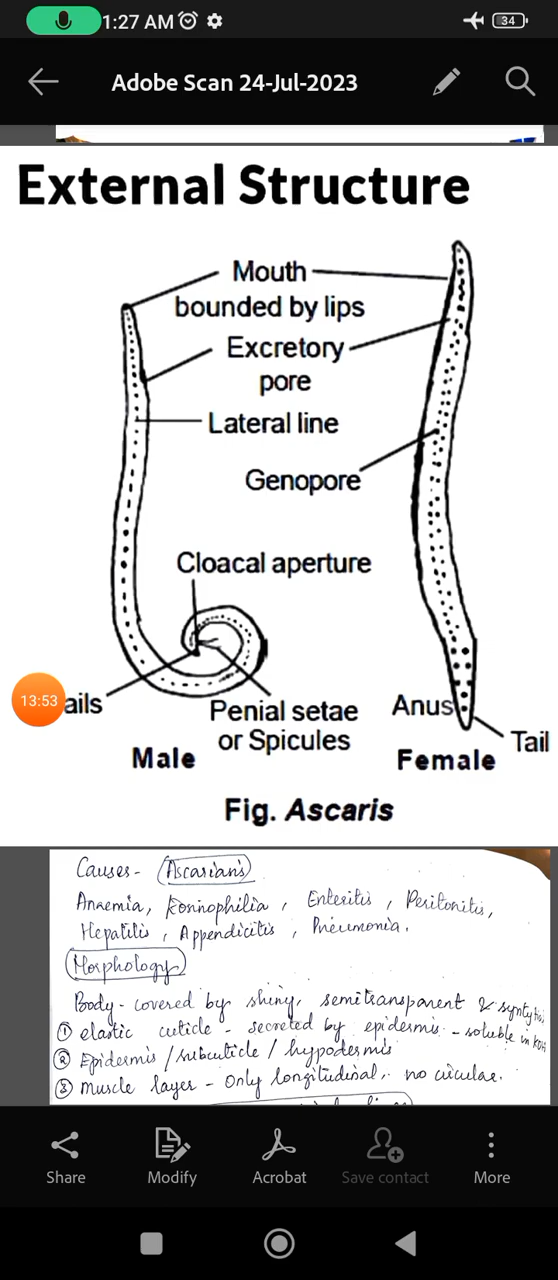 1:27 AM
34
Adobe Scan 24-Jul-2023
External Structure
Mouth
bounded by lips
Excretory
pore
Lateral line
Genopore
Cloacal aperture
13:53
ails
Penial setae
or Spicules
Anus
Tail
Male
Female
Fig. Ascaris
Causes - Ascarians
Anaemia, Eosinophilia, Enteritis, Peritonitis,
Hepatitis, Appendicitis, Pneumonia.
Morphology
Body - covered by shiny, semitransparent &
① elastic cuticle - secreted by epidermis - soluble in
② Epidermis / subcuticle / hypodermis
③ Muscle layer - Only longitudinal, no circular.
Share
Modify
Acrobat
Save contact
More